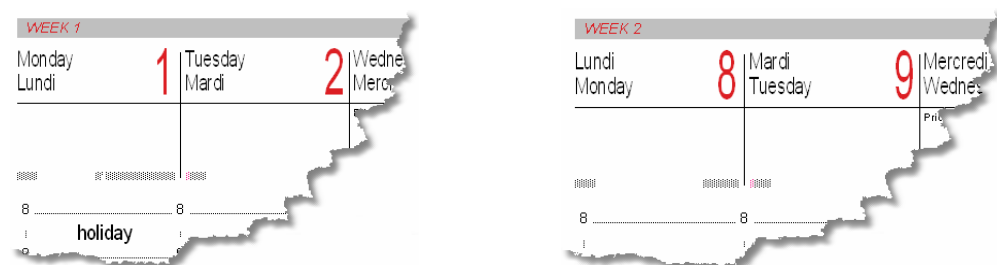 WEEK 1
Monday 1 Tuesday 2
Lundi Mardi
8 8
holiday
WEEK 2
Lundi 8 Mardi 9 Mercredi
Monday Tuesday
8 8